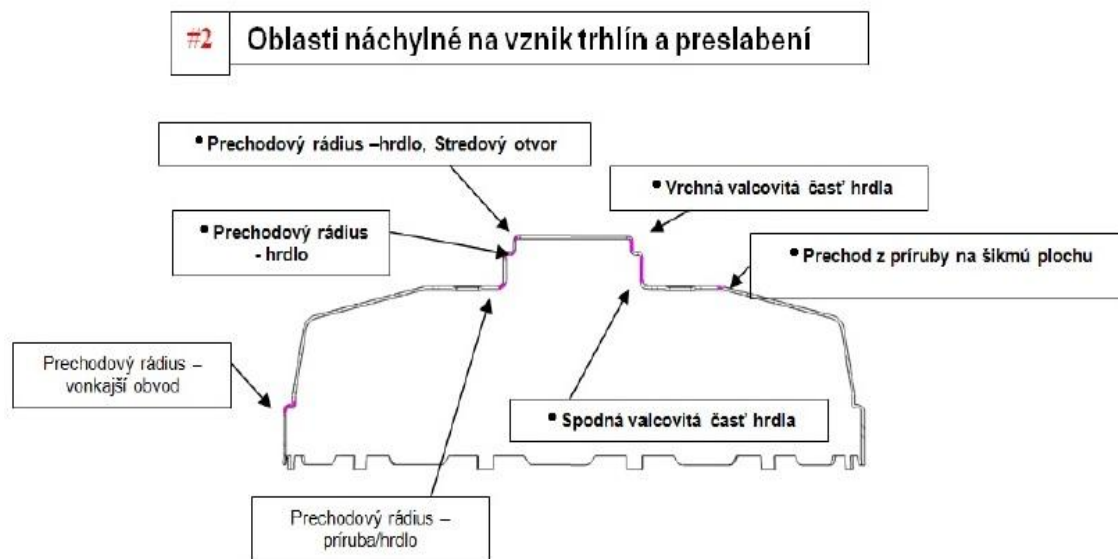 #2 Oblasti náchylné na vznik trhlín a preslabení
• Prechodový rádius –hrdlo, Stredový otvor
• Vrchná valcovitá časť hrdla
• Prechodový rádius
- hrdlo
• Prechod z príruby na šikmú plochu
Prechodový rádius –
vonkajší obvod
• Spodná valcovitá časť hrdla
Prechodový rádius –
príruba/hrdlo